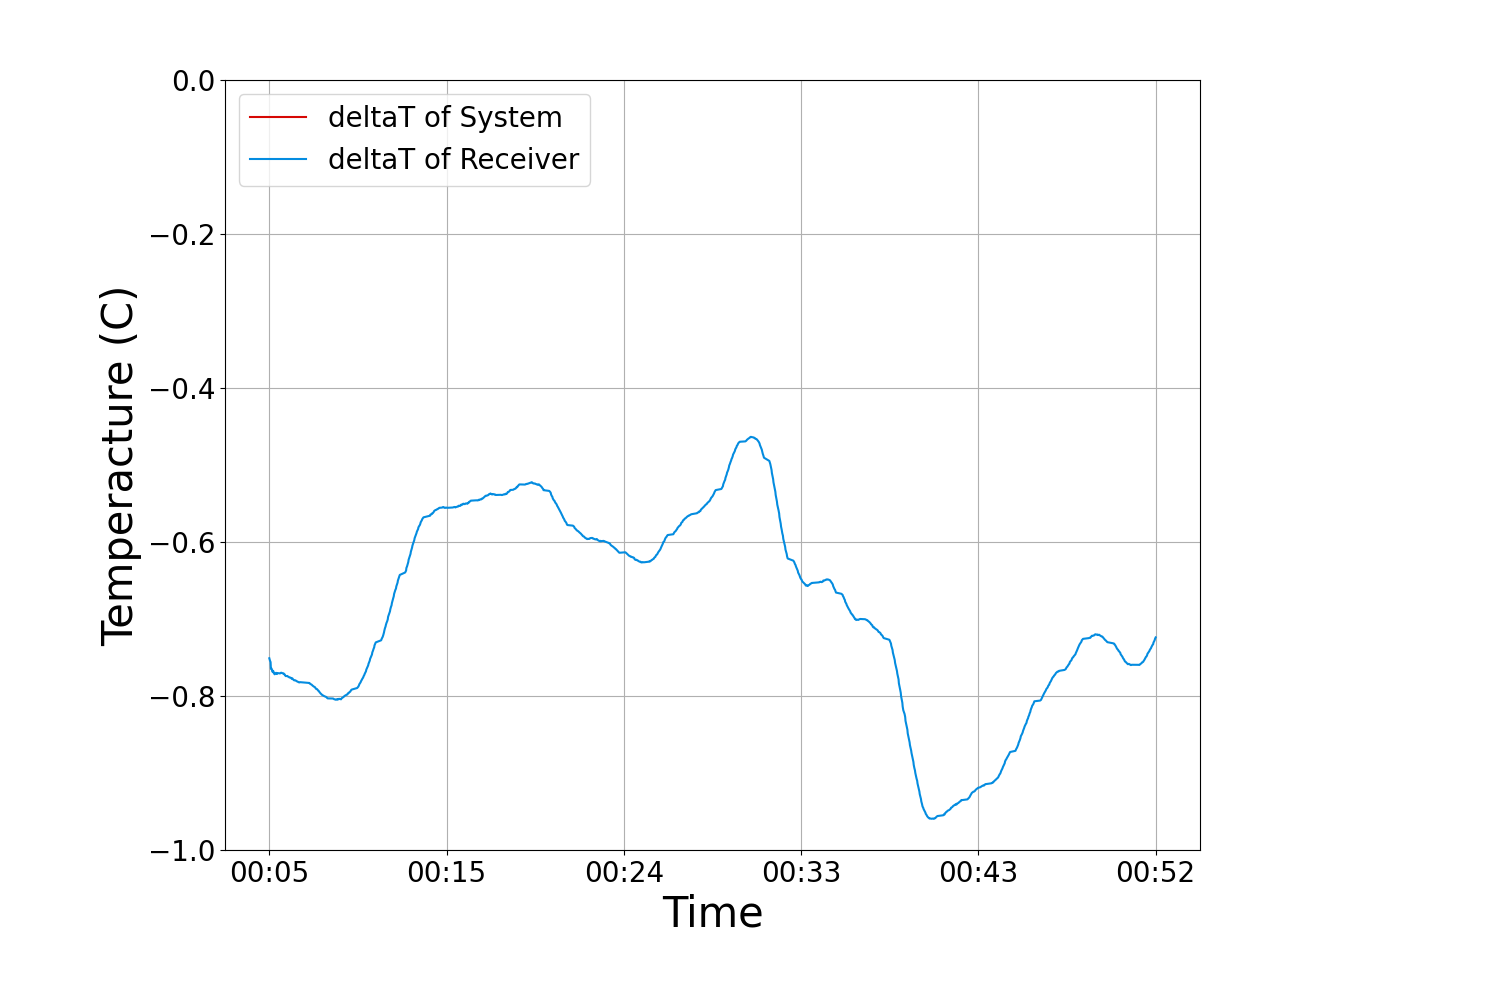 0.0
deltaT of System
deltaT of Receiver
−0.2
−0.4
−0.6
−0.8
−1.0
Temperacture (C)
00:05 00:15 00:24 00:33 00:43 00:52
Time